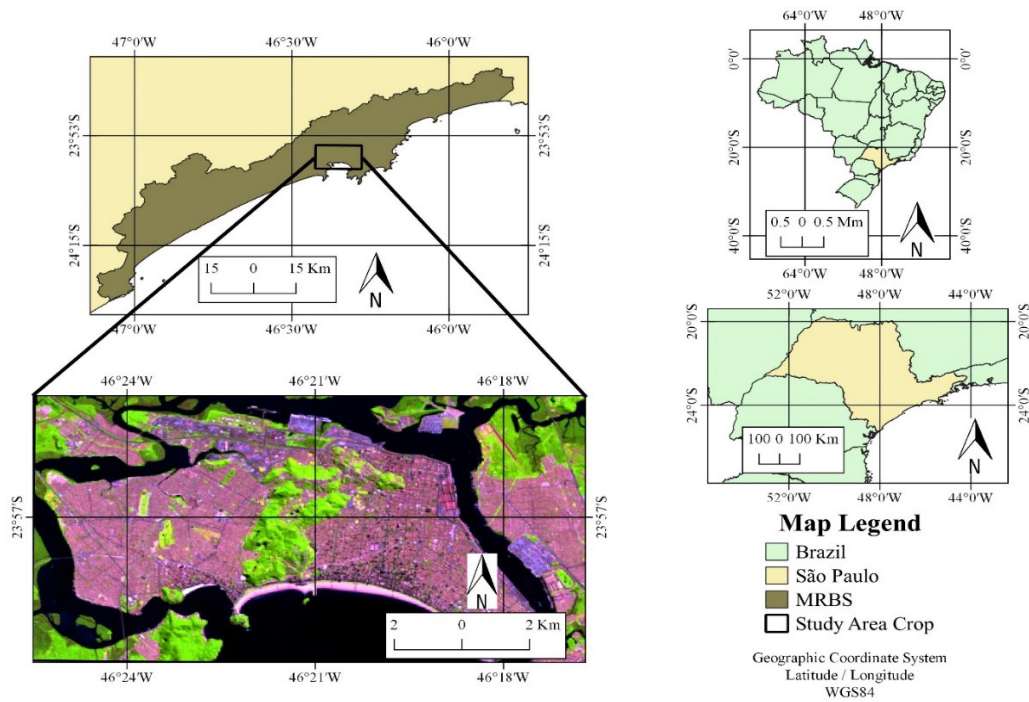 47°0'W 46°30'W 46°0'W
23°53'S
24°15'S
15 0 15 Km
N
47°0'W 46°30'W 46°0'W
46°24'W 46°21'W 46°18'W
23°57'S
23°57'S
N
2 0 2 Km
46°24'W 46°21'W 46°18'W
64°0'W 48°0'W
0°0' 0°0'
20°0'S 20°0'S
40°0'S 40°0'S
0.5 0 0.5 Mm
N
64°0'W 48°0'W
52°0'W 48°0'W 44°0'W
20°0'S 20°0'S
24°0'S 24°0'S
100 0 100 Km
N
52°0'W 48°0'W 44°0'W
Map Legend
Brazil
São Paulo
MRBS
Study Area Crop
Geographic Coordinate System
Latitude / Longitude
WGS84